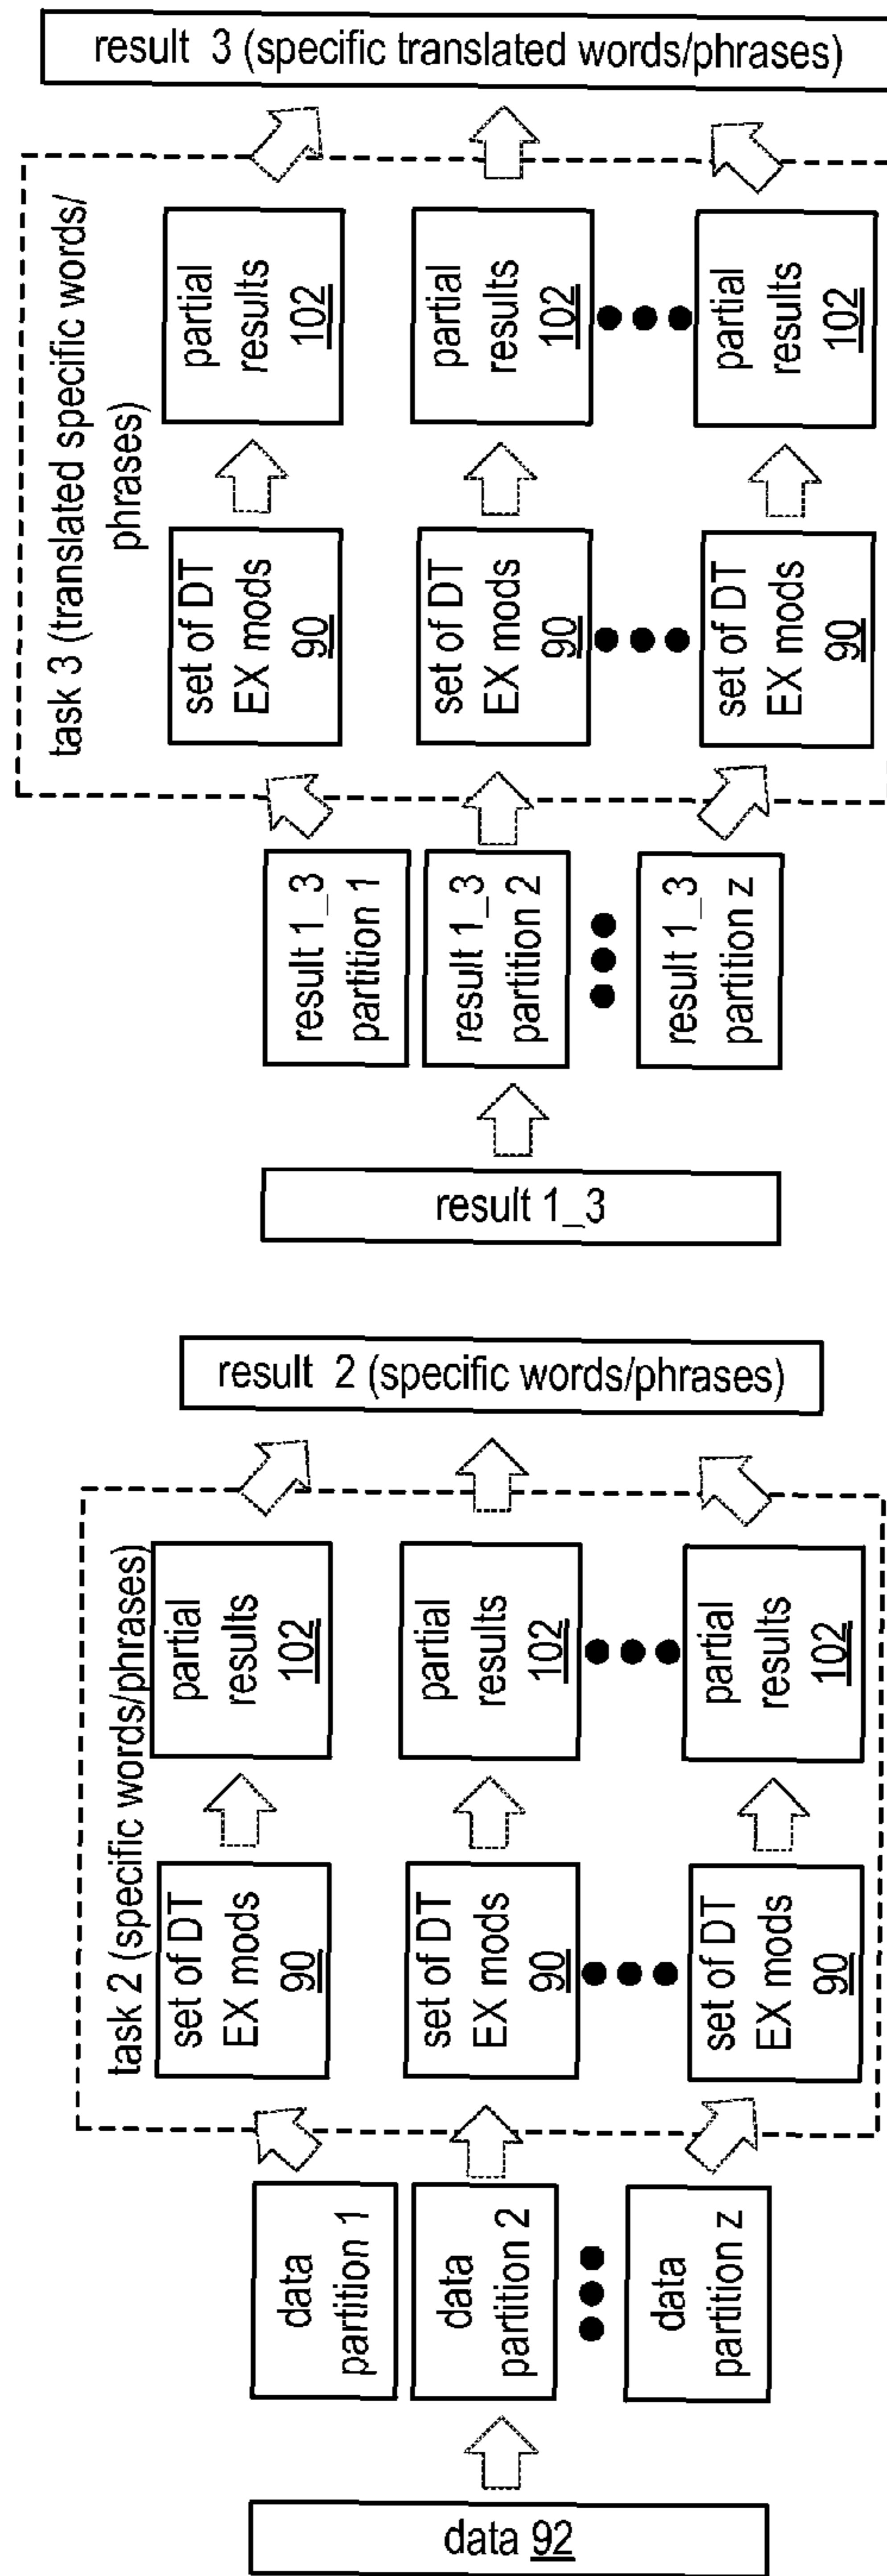 task 2 (specific words/phrases)
data 92
data
partition 1
data
partition 2
data
partition z
set of DT
EX mods
90
set of DT
EX mods
90
set of DT
EX mods
90
partial
results
102
partial
results
102
partial
results
102
result 2 (specific words/phrases)
task 3 (translated specific words/
phrases)
result 1_3
result 1_3
partition 1
result 1_3
partition 2
result 1_3
partition z
set of DT
EX mods
90
set of DT
EX mods
90
set of DT
EX mods
90
partial
results
102
partial
results
102
partial
results
102
result 3 (specific translated words/phrases)